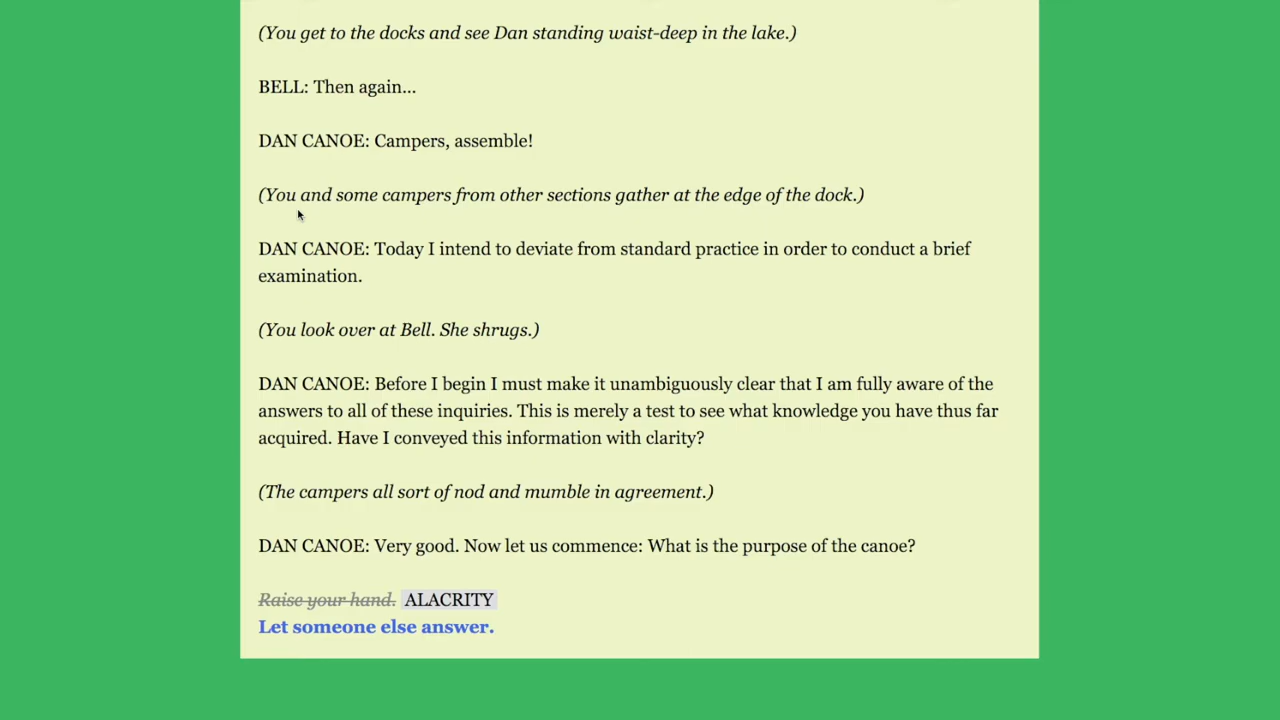 (You get to the docks and see Dan standing waist-deep in the lake.)
BELL: Then again...
DAN CANOE: Campers, assemble!
(You and some campers from other sections gather at the edge of the dock.)
DAN CANOE: Today I intend to deviate from standard practice in order to conduct a brief
examination.
(You look over at Bell. She shrugs.)
DAN CANOE: Before I begin I must make it unambiguously clear that I am fully aware of the
answers to all of these inquiries. This is merely a test to see what knowledge you have thus far
acquired. Have I conveyed this information with clarity?
(The campers all sort of nod and mumble in agreement.)
DAN CANOE: Very good. Now let us commence: What is the purpose of the canoe?
Raise your hand. ALACRITY
Let someone else answer.